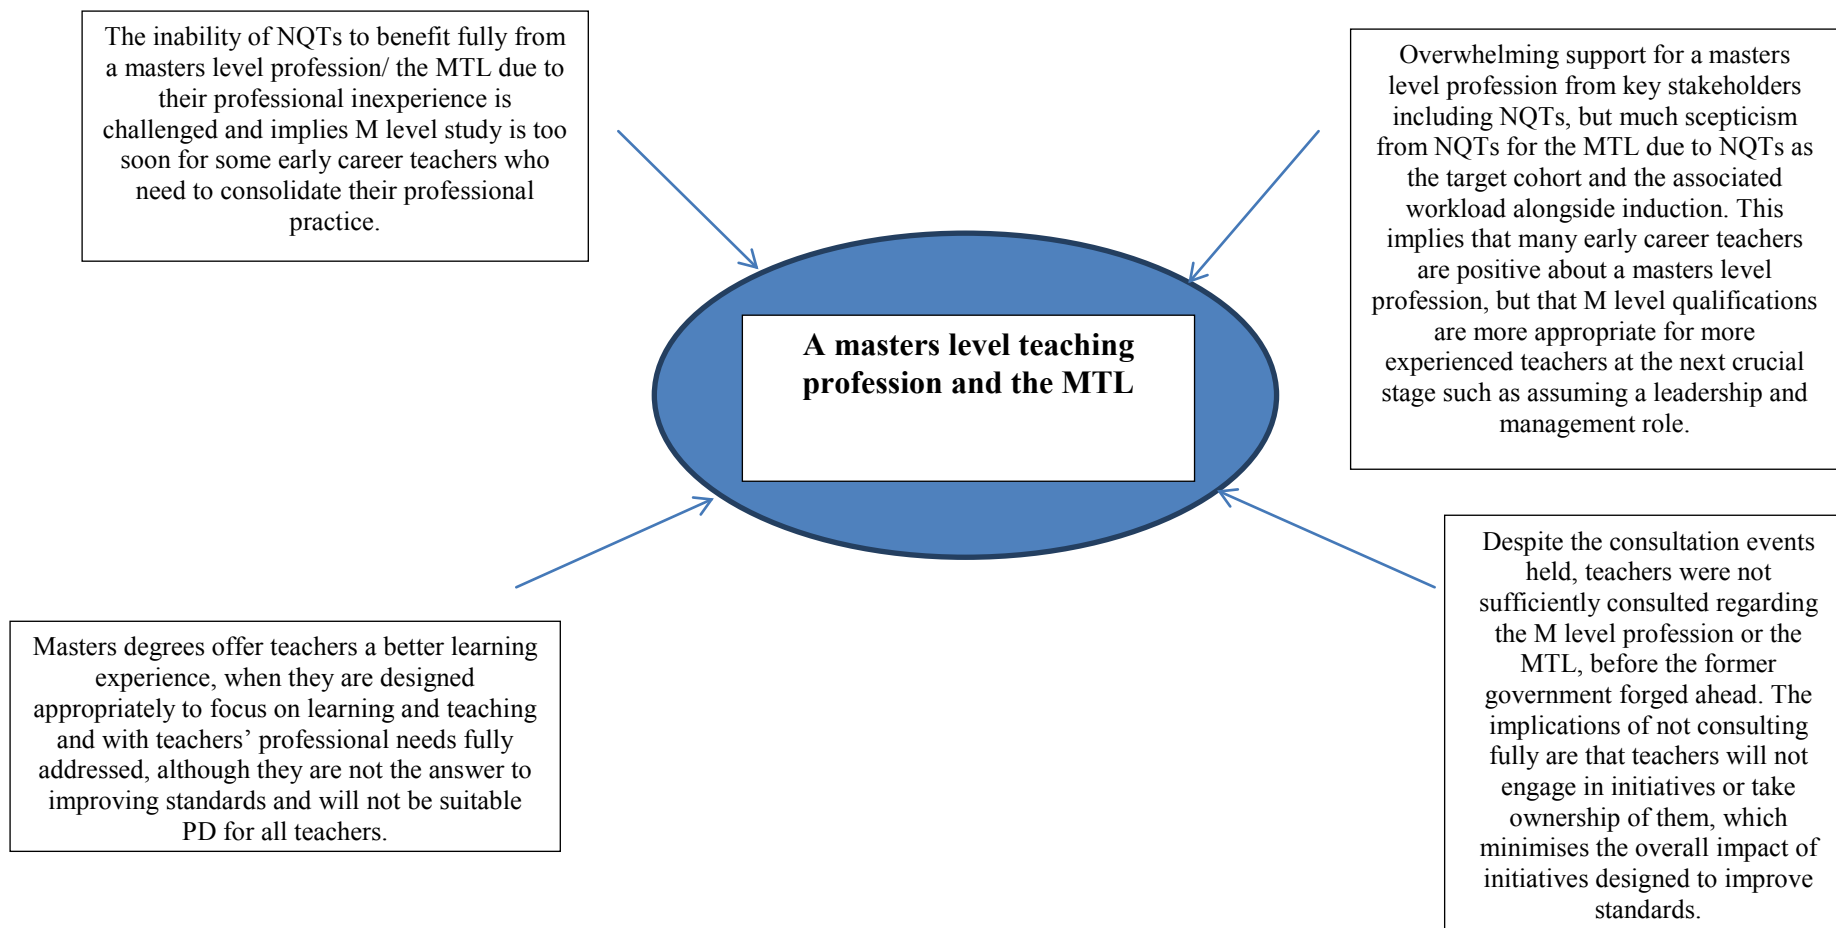 The inability of NQTs to benefit fully from
a masters level profession/ the MTL due to
their professional inexperience is
challenged and implies M level study is too
soon for some early career teachers who
need to consolidate their professional
practice.
Overwhelming support for a masters
level profession from key stakeholders
including NQTs, but much scepticism
from NQTs for the MTL due to NQTs as
the target cohort and the associated
workload alongside induction. This
implies that many early career teachers
are positive about a masters level
profession, but that M level qualifications
are more appropriate for more
experienced teachers at the next crucial
stage such as assuming a leadership and
management role.
A masters level teaching
profession and the MTL
Masters degrees offer teachers a better learning
experience, when they are designed
appropriately to focus on learning and teaching
and with teachers’ professional needs fully
addressed, although they are not the answer to
improving standards and will not be suitable
PD for all teachers.
Despite the consultation events
held, teachers were not
sufficiently consulted regarding
the M level profession or the
MTL, before the former
government forged ahead. The
implications of not consulting
fully are that teachers will not
engage in initiatives or take
ownership of them, which
minimises the overall impact of
initiatives designed to improve
standards.